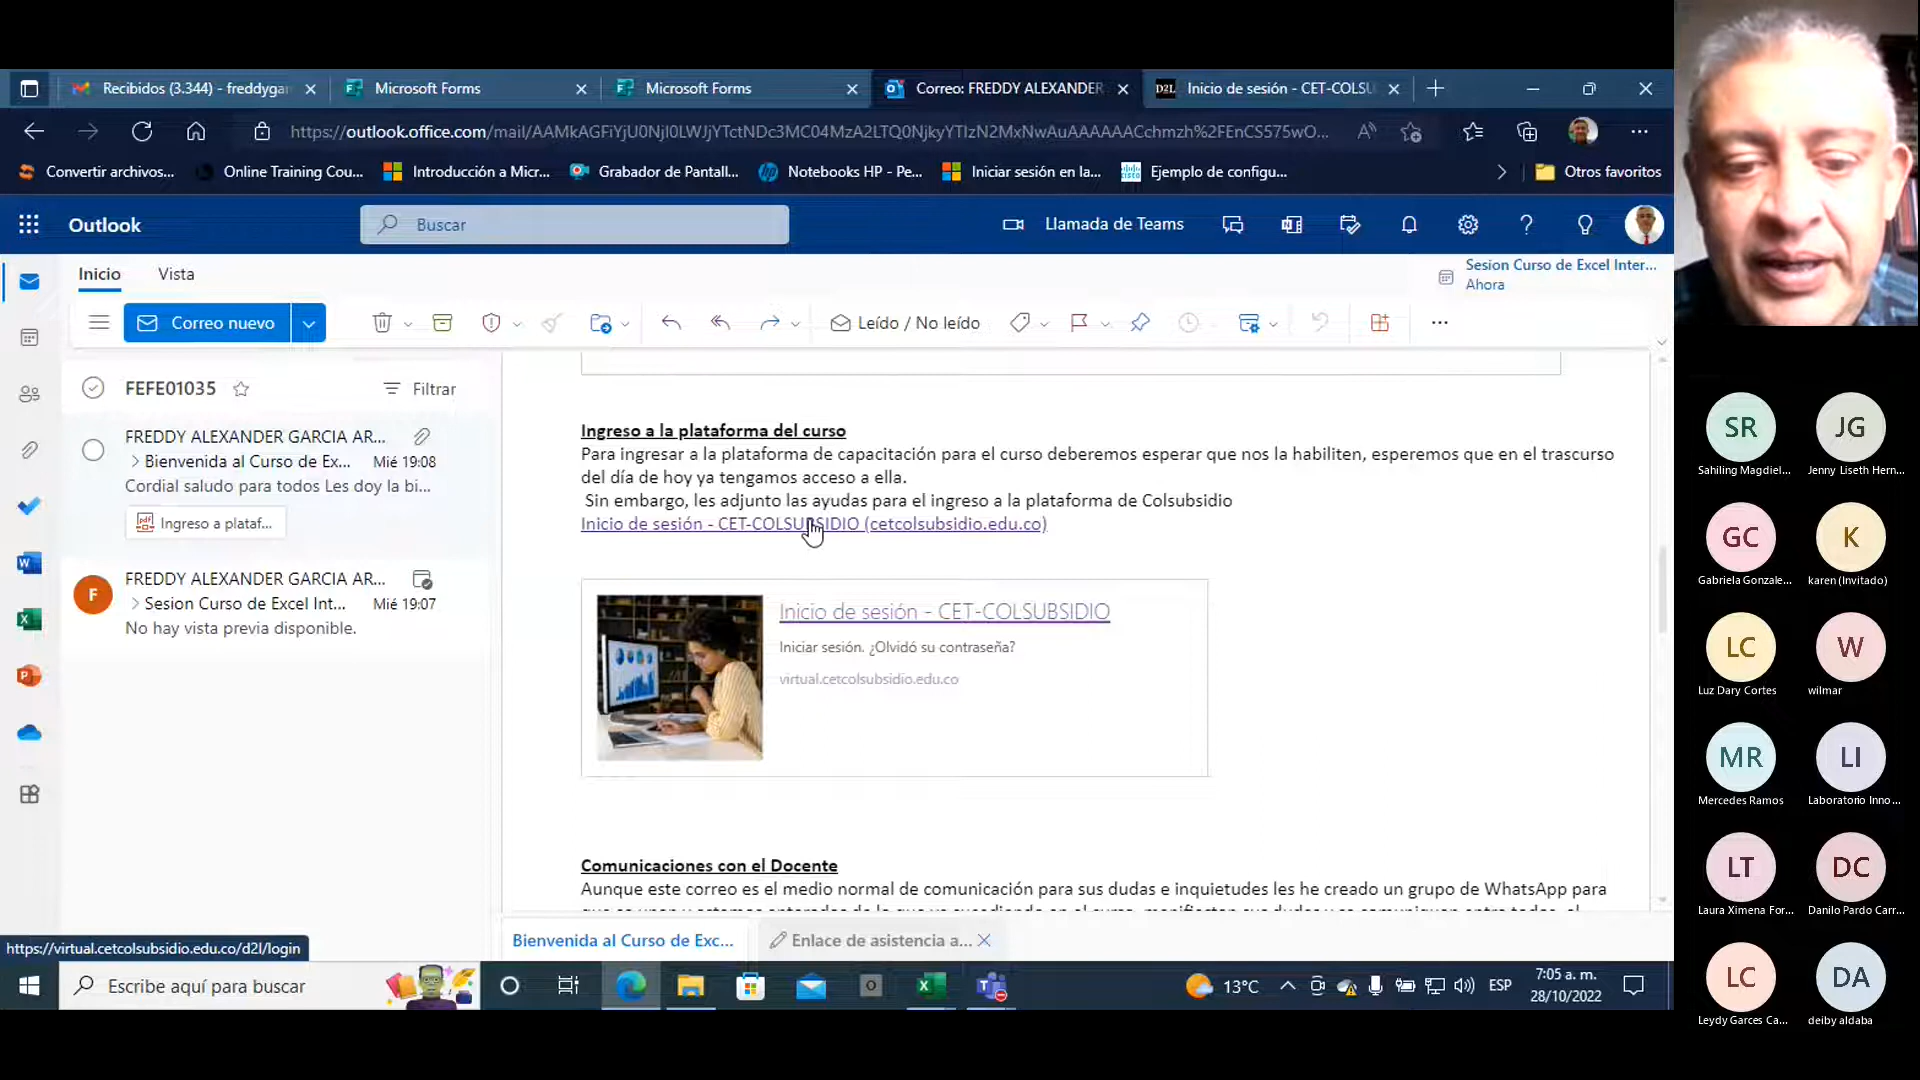 Recibidos (3.344) - freddygar
Microsoft Forms
Microsoft Forms
Correo: FREDDY ALEXANDER
D2L Inicio de sesión - CET-COLSU
https://outlook.office.com/mail/AAMkAGFiYjU0NjI0LWJjYTctNDc3MC04MzA2LTQ0NjkyYTIzN2MxNwAuAAAAAACchmzh%2FEnCS575wO...
Convertir archivos...
Online Training Cou...
Introducción a Micr...
Grabador de Pantall...
Notebooks HP - Pe...
Iniciar sesión en la...
Ejemplo de configu...
Otros favoritos
Outlook
Buscar
Llamada de Teams
Inicio
Vista
Sesion Curso de Excel Inter...
Ahora
Correo nuevo
Leído / No leído
FEFE01035
Filtrar
FREDDY ALEXANDER GARCIA AR...
Bienvenida al Curso de Ex... Mié 19:08
Cordial saludo para todos Les doy la bi...
Ingreso a plataf...
F
FREDDY ALEXANDER GARCIA AR...
Sesion Curso de Excel Int... Mié 19:07
No hay vista previa disponible.
Ingreso a la plataforma del curso
Para ingresar a la plataforma de capacitación para el curso deberemos esperar que nos la habiliten, esperemos que en el trascurso
del día de hoy ya tengamos acceso a ella.
Sin embargo, les adjunto las ayudas para el ingreso a la plataforma de Colsubsidio
Inicio de sesión - CET-COLSUBSIDIO (cetcolsubsidio.edu.co)
Inicio de sesión - CET-COLSUBSIDIO
Iniciar sesión. ¿Olvidó su contraseña?
virtual.cetcolsubsidio.edu.co
Comunicaciones con el Docente
Aunque este correo es el medio normal de comunicación para sus dudas e inquietudes les he creado un grupo de WhatsApp para
Bienvenida al Curso de Exc...
Enlace de asistencia a...
https://virtual.cetcolsubsidio.edu.co/d2l/login
Escribe aquí para buscar
13°C
ESP
7:05 a. m.
28/10/2022
SR
Sahiling Magdiel...
JG
Jenny Liseth Hern...
GC
Gabriela Gonzale...
K
karen (Invitado)
LC
Luz Dary Cortes
W
wilmar
MR
Mercedes Ramos
LI
Laboratorio Inno...
LT
Laura Ximena For...
DC
Danilo Pardo Carr...
LC
Leydy Garces Ca...
DA
deiby aldaba